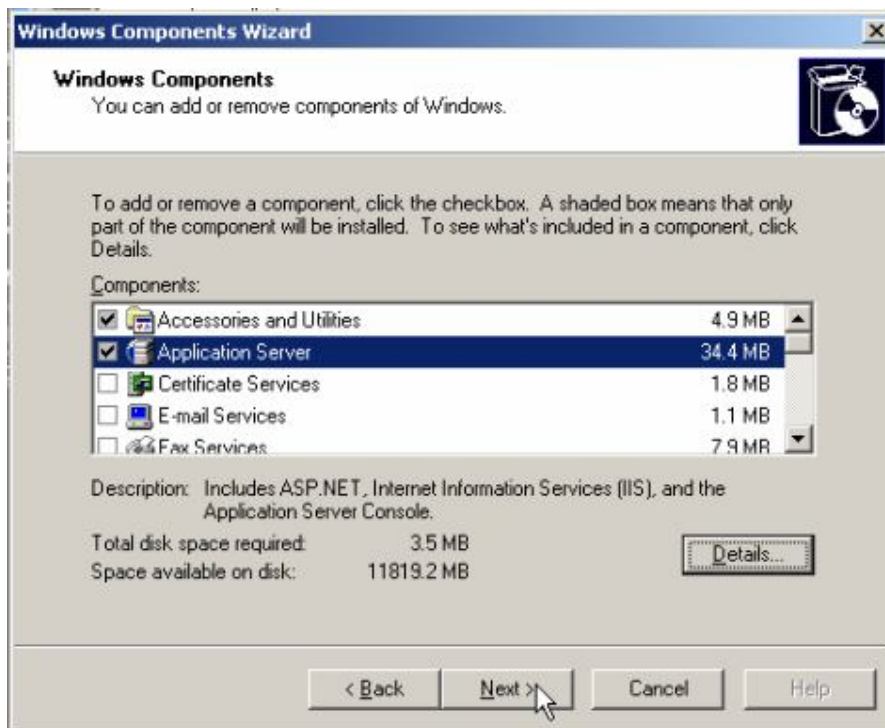 Windows Components Wizard
Windows Components
You can add or remove components of Windows.
To add or remove a component, click the checkbox. A shaded box means that only
part of the component will be installed. To see what's included in a component, click
Details.
Components:
Accessories and Utilities 4.9 MB
Application Server 34.4 MB
Certificate Services 1.8 MB
E-mail Services 1.1 MB
Fax Services 7.9 MB
Description: Includes ASP.NET, Internet Information Services (IIS), and the
Application Server Console.
Total disk space required: 3.5 MB
Space available on disk: 11819.2 MB
Details...
< Back Next > Cancel Help